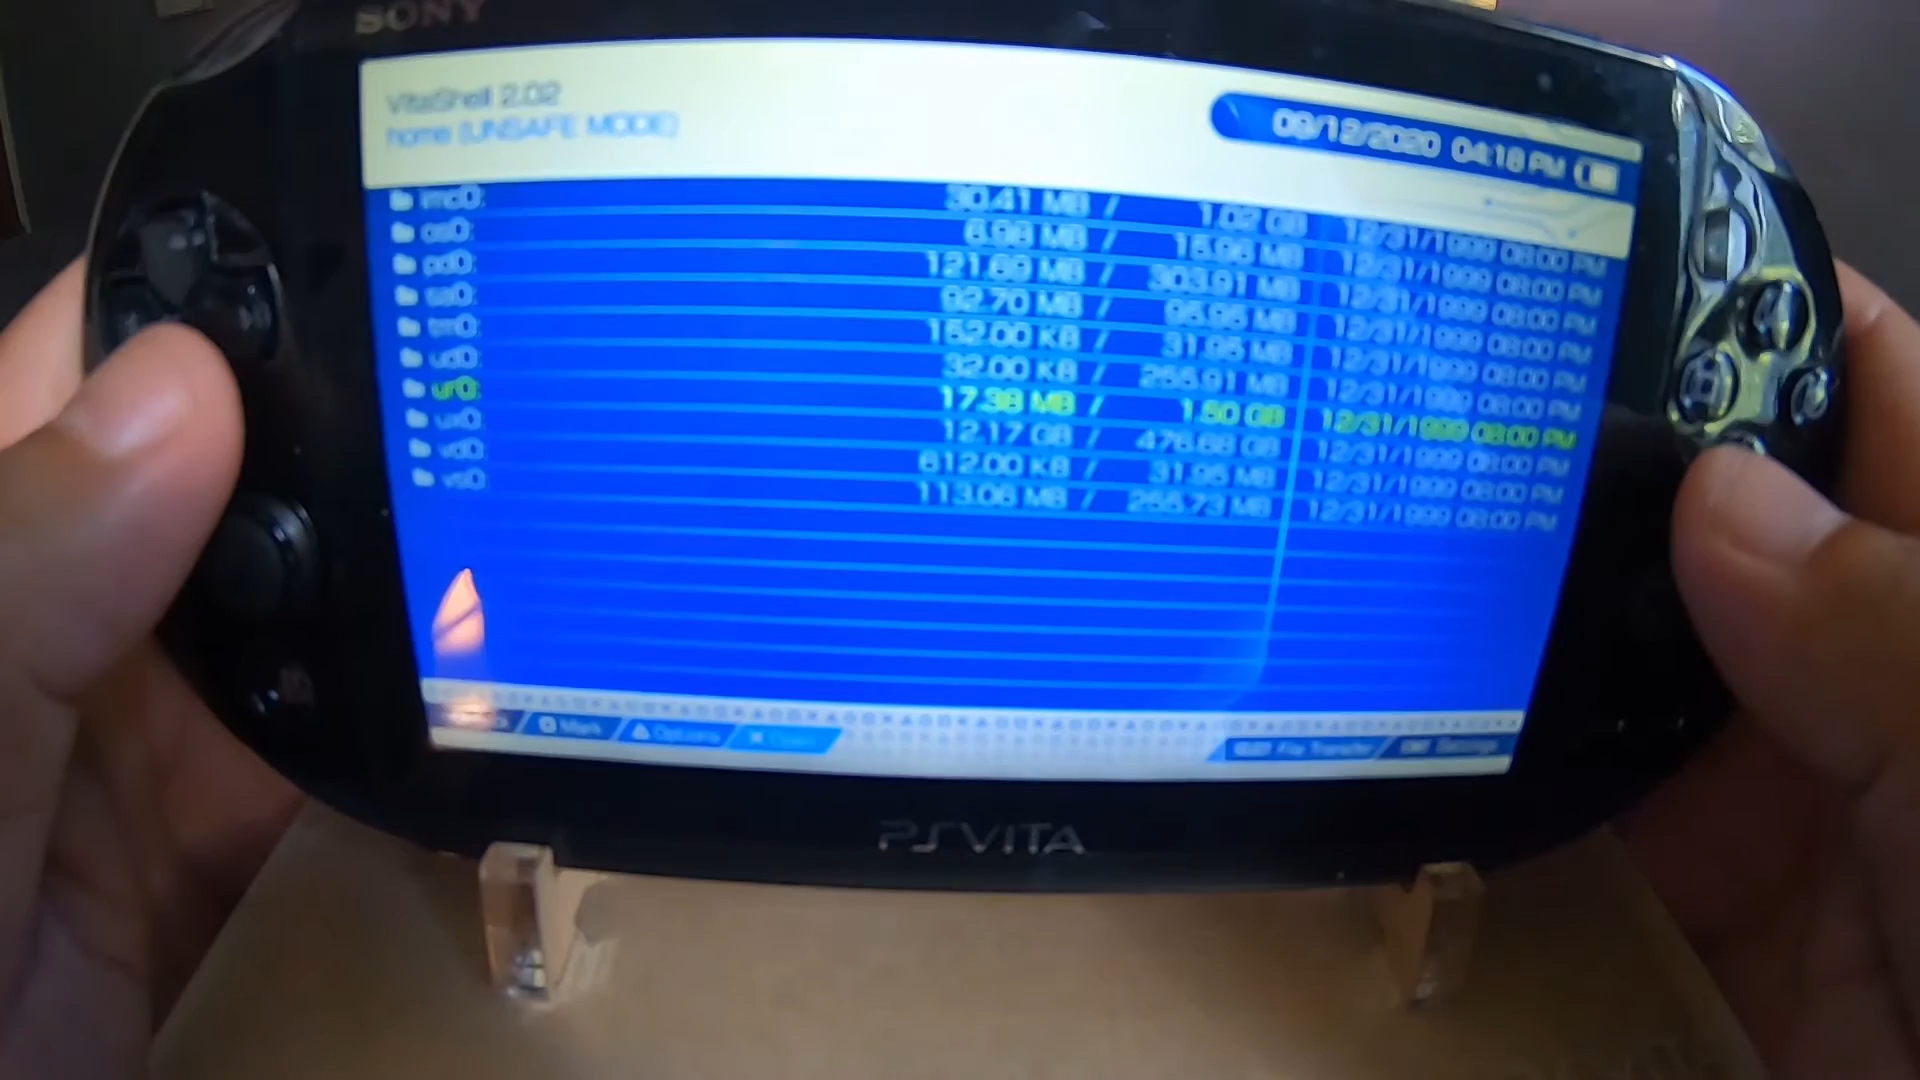 SONY
VitaShell 2.02
home (UNSAFE MODE)
09/12/2020 04:18 PM
imc0: 30.41 MB / 1.02 GB 12/31/1999 08:00 PM
os0: 6.98 MB / 15.96 MB 12/31/1999 08:00 PM
pd0: 121.69 MB / 303.91 MB 12/31/1999 08:00 PM
sa0: 92.70 MB / 95.95 MB 12/31/1999 08:00 PM
tm0: 152.00 KB / 31.95 MB 12/31/1999 08:00 PM
ud0: 32.00 KB / 255.91 MB 12/31/1999 08:00 PM
ur0: 17.38 MB / 1.50 GB 12/31/1999 08:00 PM
ux0: 12.17 GB / 476.68 GB 12/31/1999 08:00 PM
vd0: 612.00 KB / 31.95 MB 12/31/1999 08:00 PM
vs0: 113.06 MB / 255.73 MB 12/31/1999 08:00 PM
Mark Options File Transfer Settings
PSVITA